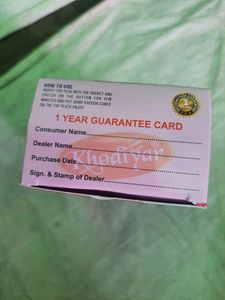 HOW TO USE
INSERT THE PLUG INTO THE SOCKET AND
SWITCH ON THE BUTTON FOR FEW
MINUTES AND PUT SOME VAPOUR CUBES
ON THE TOP PLATE ENJOY
1 YEAR GUARANTEE CARD
Consumer Name
Dealer Name
Khodiyar
Purchase Date
Sign. & Stamp of Dealer